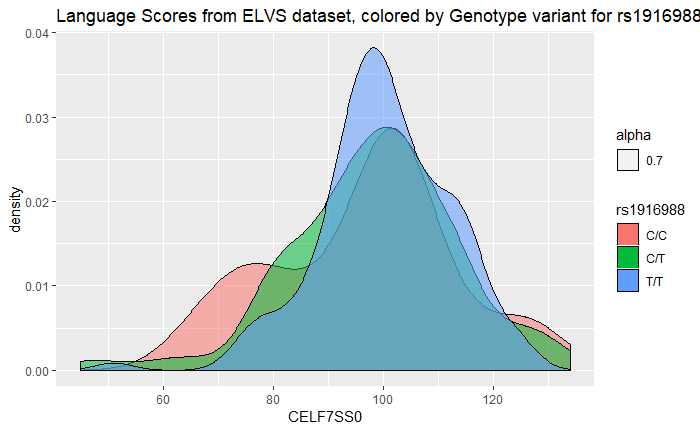 Language Scores from ELVS dataset, colored by Genotype variant for rs1916988
0.04
0.03
0.02
0.01
0.00
density
60
80
100
120
CELF7SS0
alpha
0.7
rs1916988
C/C
C/T
T/T